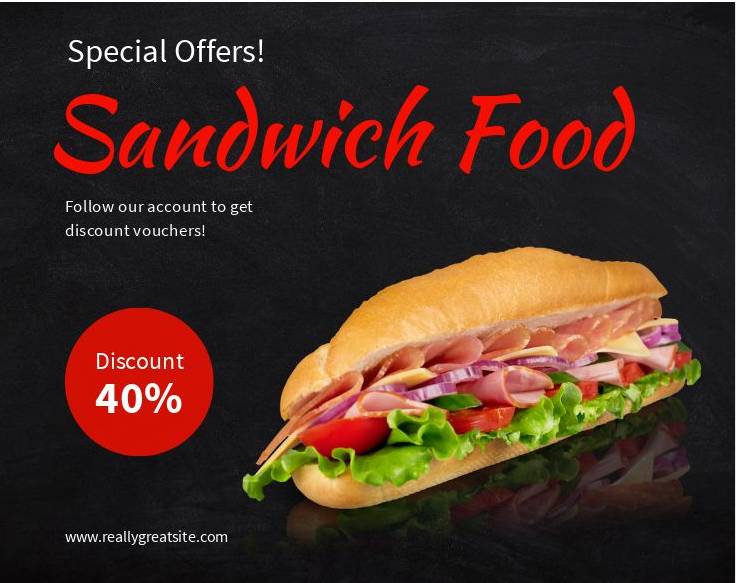 Special Offers!
Sandwich Food
Follow our account to get
discount vouchers!
Discount
40%
www.reallygreatsite.com